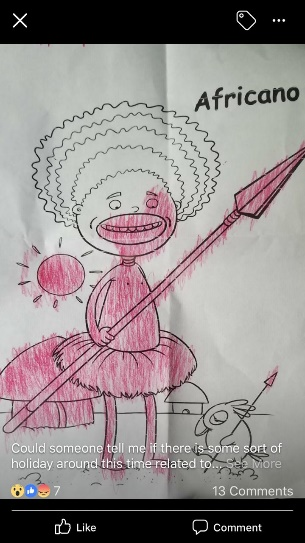 Africano
Could someone tell me if there is some sort of
holiday around this time related to... See More
7
13 Comments
Like
Comment